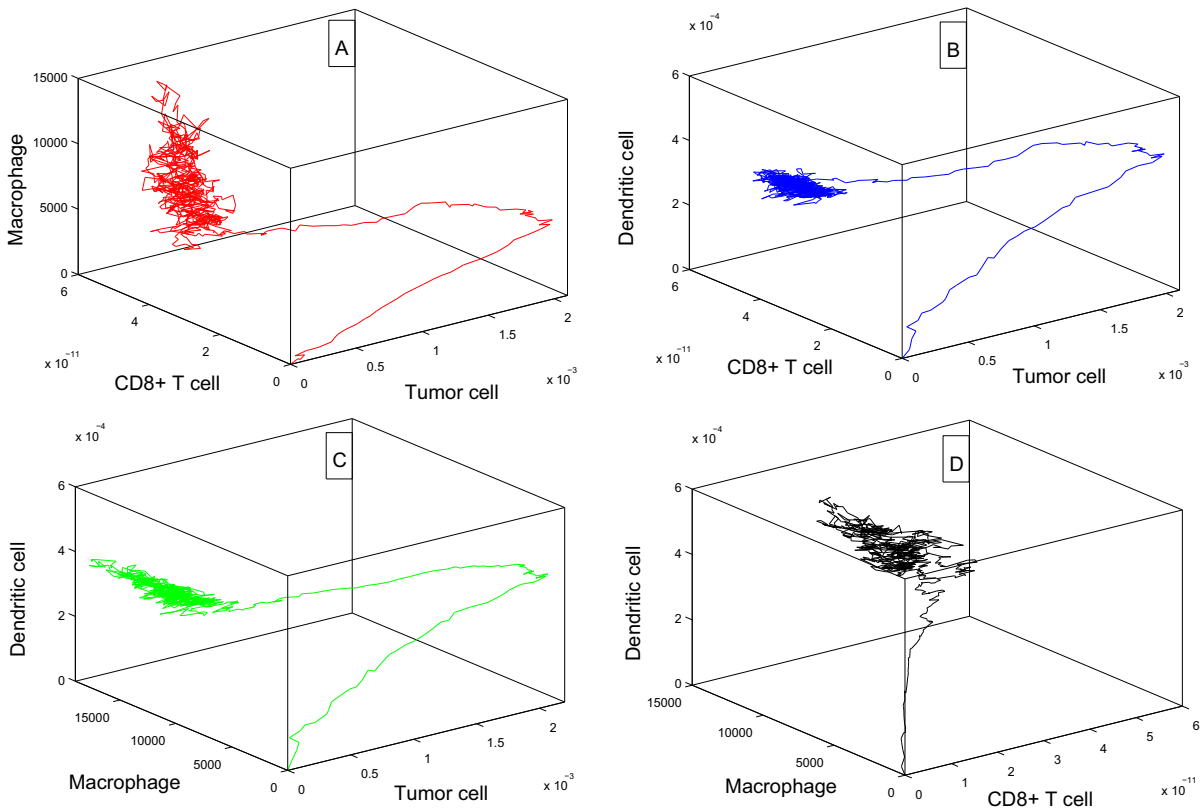 A
15000
10000
5000
0
Macrophage
6
4
2
0
x 10⁻¹¹
CD8+ T cell
0
0.5
1
1.5
2
x 10⁻³
Tumor cell
B
x 10⁻⁴
6
4
2
0
Dendritic cell
6
4
2
0
x 10⁻¹¹
CD8+ T cell
0
0.5
1
1.5
2
x 10⁻³
Tumor cell
C
x 10⁻⁴
6
4
2
0
Dendritic cell
15000
10000
5000
0
Macrophage
0
0.5
1
1.5
2
x 10⁻³
Tumor cell
D
x 10⁻⁴
6
4
2
0
Dendritic cell
15000
10000
5000
0
Macrophage
0
1
2
3
4
5
6
x 10⁻¹¹
CD8+ T cell